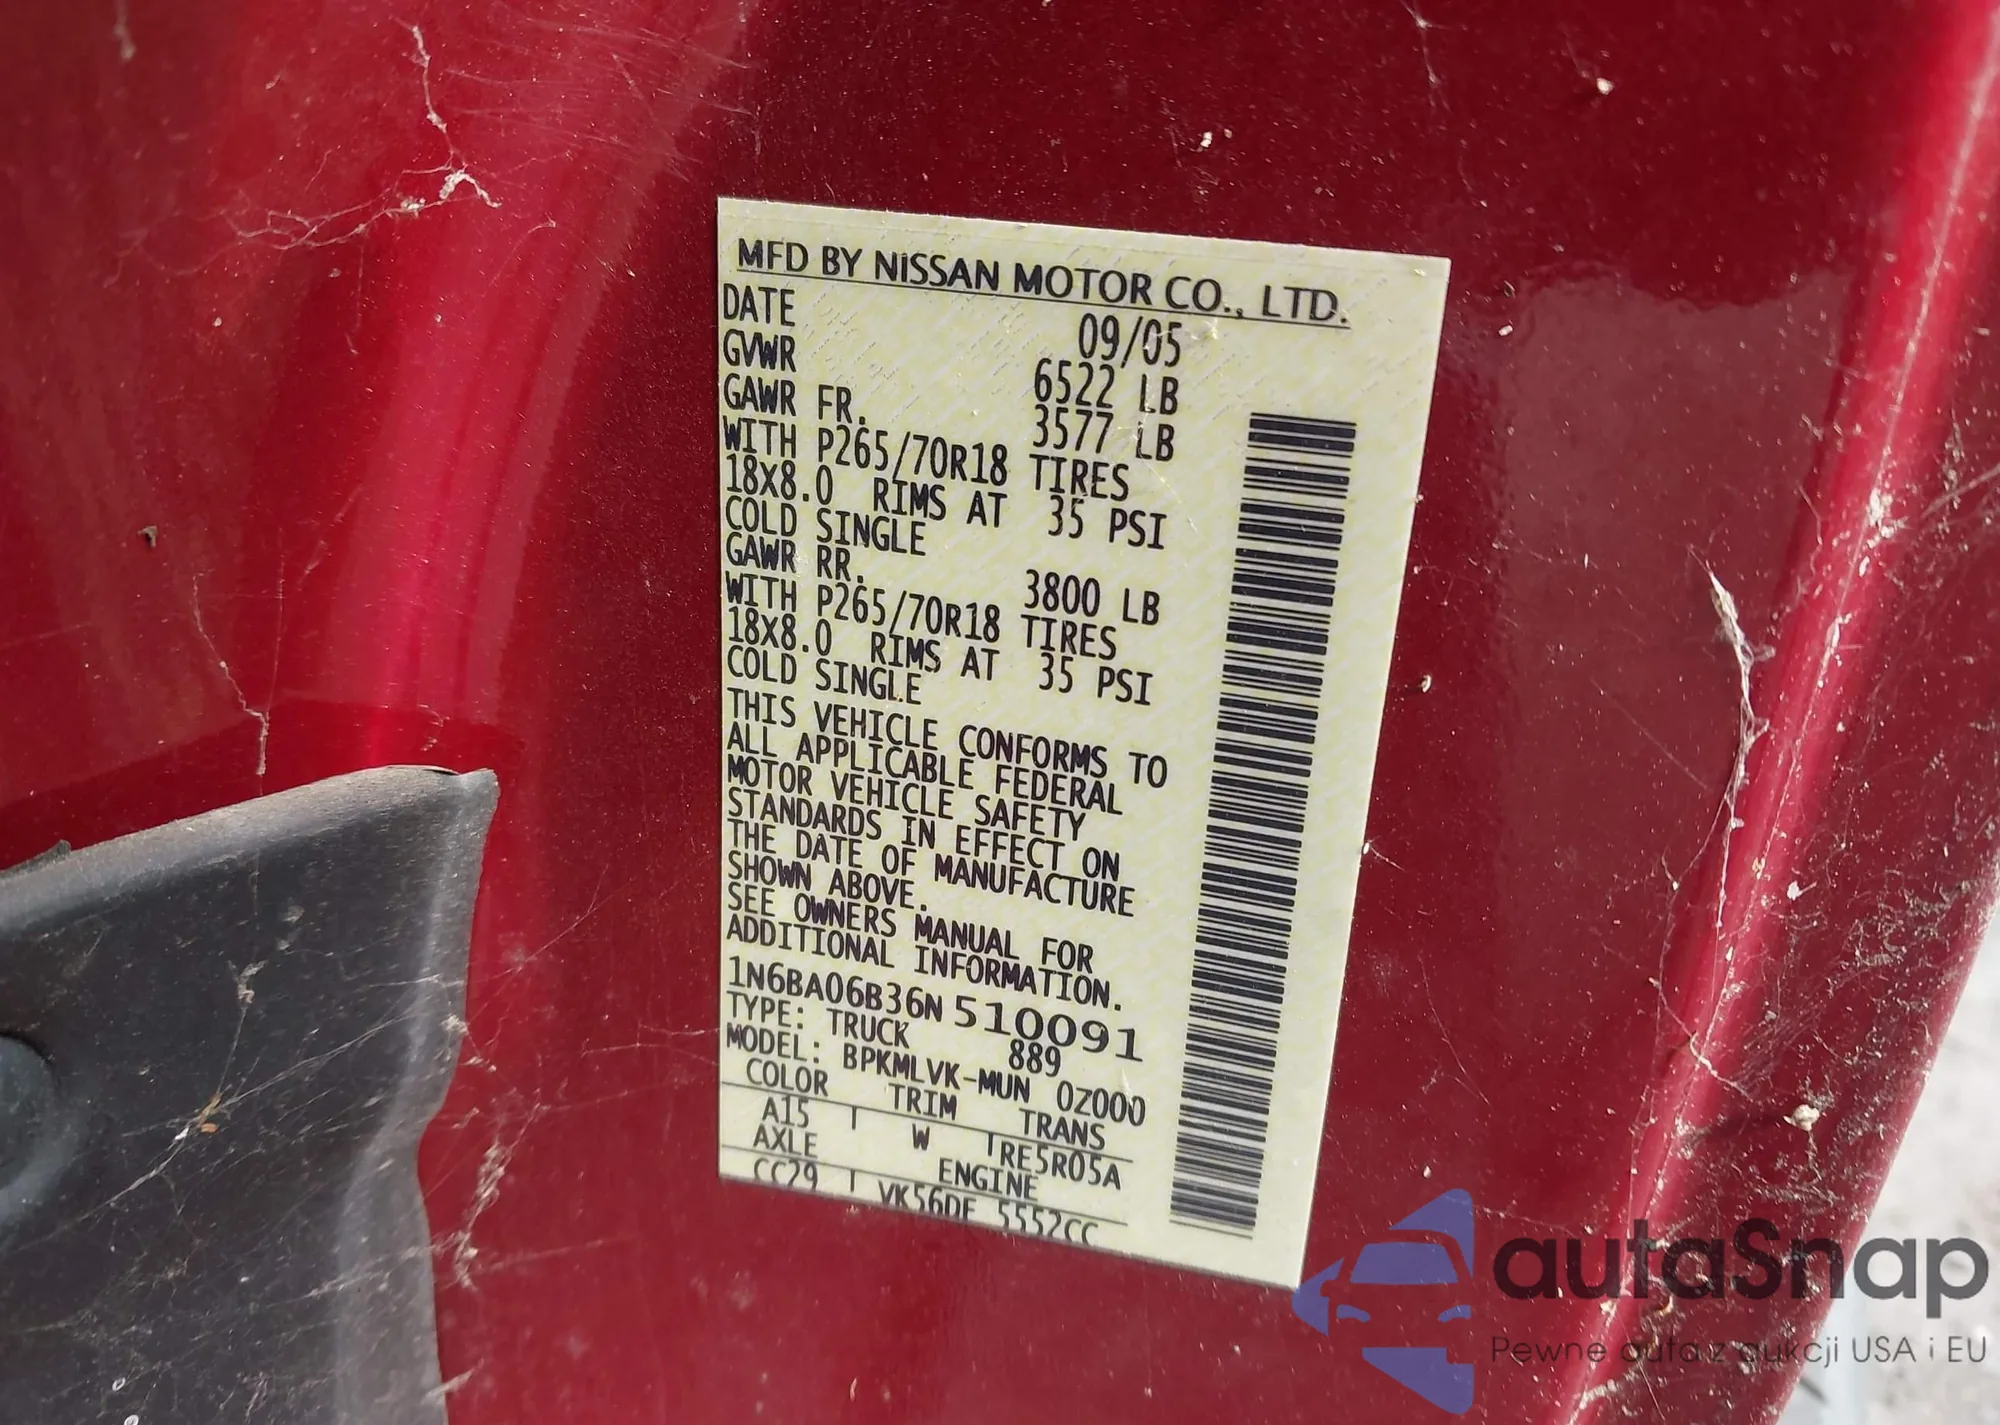 MFD BY NISSAN MOTOR CO., LTD.
DATE 09/05
GVWR 6522 LB
GAWR FR. 3577 LB
WITH P265/70R18 TIRES
18X8.0 RIMS AT 35 PSI
COLD SINGLE
GAWR RR. 3800 LB
WITH P265/70R18 TIRES
18X8.0 RIMS AT 35 PSI
COLD SINGLE
THIS VEHICLE CONFORMS TO
ALL APPLICABLE FEDERAL
MOTOR VEHICLE SAFETY
STANDARDS IN EFFECT ON
THE DATE OF MANUFACTURE
SHOWN ABOVE.
SEE OWNERS MANUAL FOR
ADDITIONAL INFORMATION.
1N6BA06B36N 510091
TYPE: TRUCK 889
MODEL: BPKMLVK-MUN 0Z000
COLOR TRIM TRANS
A15 W RE5R05A
AXLE ENGINE
CC29 VK56DE 5552CC
autaSnap
Pewne auta z aukcji USA i EU